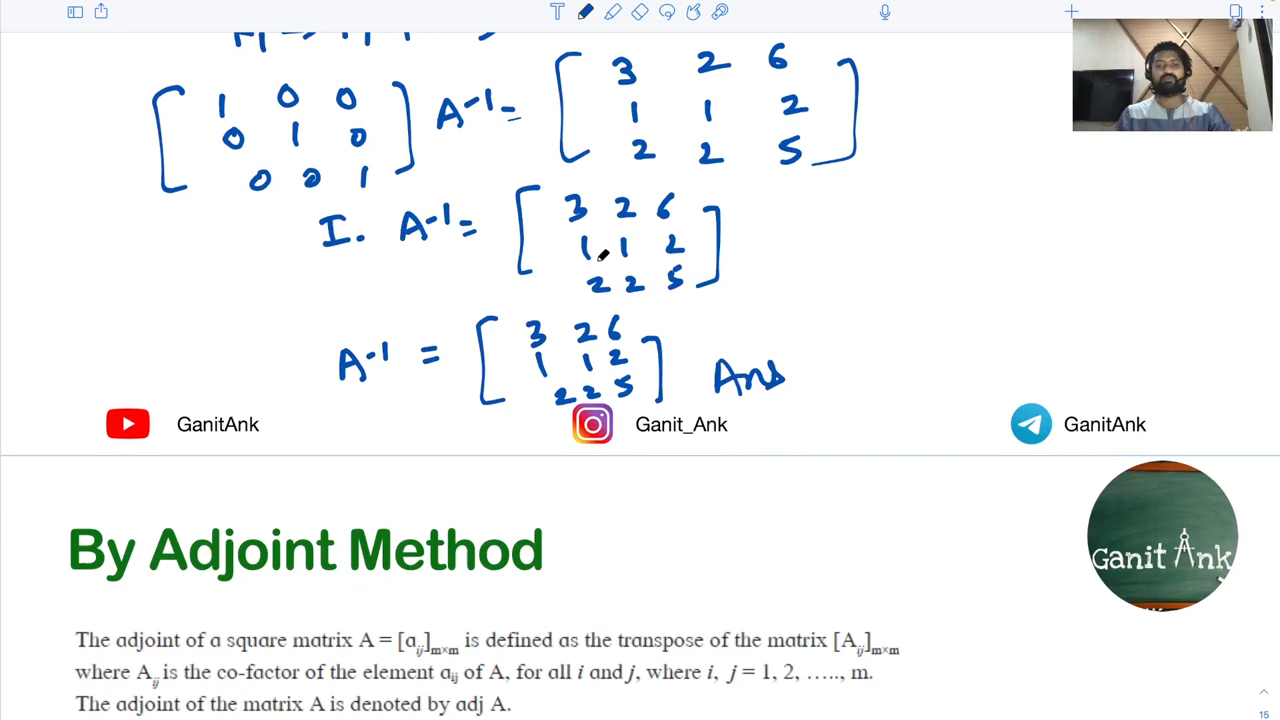 [1 0 0
0 1 0
0 0 1] A-1 = [3 2 6
1 1 2
2 2 5]
I. A-1 = [3 2 6
1 1 2
2 2 5]
A-1 = [3 2 6
1 1 2
2 2 5] Ans
GanitAnk Ganit_Ank GanitAnk
By Adjoint Method
Ganit Ank
The adjoint of a square matrix A = [aij]m×m is defined as the transpose of the matrix [Aij]m×m
where Aij is the co-factor of the element aij of A, for all i and j, where i, j = 1, 2, ....., m.
The adjoint of the matrix A is denoted by adj A.
15